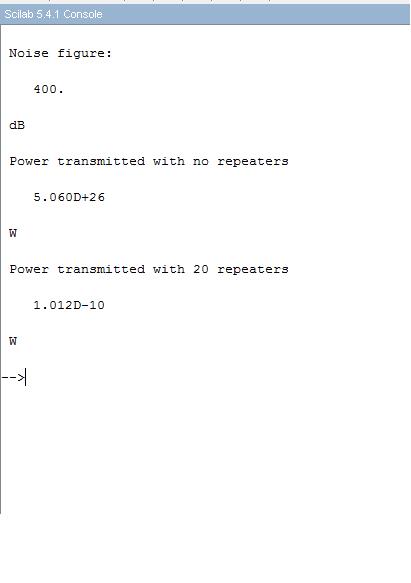 Scilab 5.4.1 Console
Noise figure:
400.
dB
Power transmitted with no repeaters
5.060D+26
W
Power transmitted with 20 repeaters
1.012D-10
W
-->